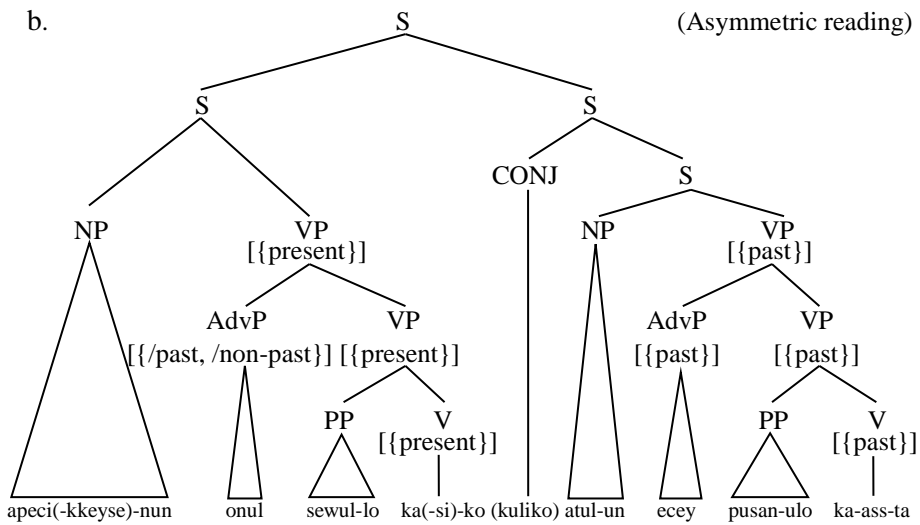 b. S (Asymmetric reading)
S S
CONJ S
NP VP NP VP
[{present}] [{past}]
AdvP VP AdvP VP
[{/past, /non-past}] [{present}] [{past}] [{past}]
PP V PP V
[{present}] [{past}]
apeci(-kkeyse)-nun onul sewul-lo ka(-si)-ko (kuliko) atul-un ecey pusan-ulo ka-ass-ta